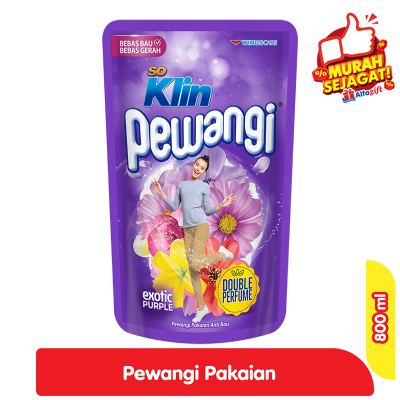 BEBAS BAU
BEBAS GERAH
WINGSCARE
SO
Klin
Pewangi
exotic
PURPLE
DOUBLE
PERFUME
Pewangi Pakaian Anti Bau
MURAH
SEJAGAT!
Alfagift
800 ml
Pewangi Pakaian